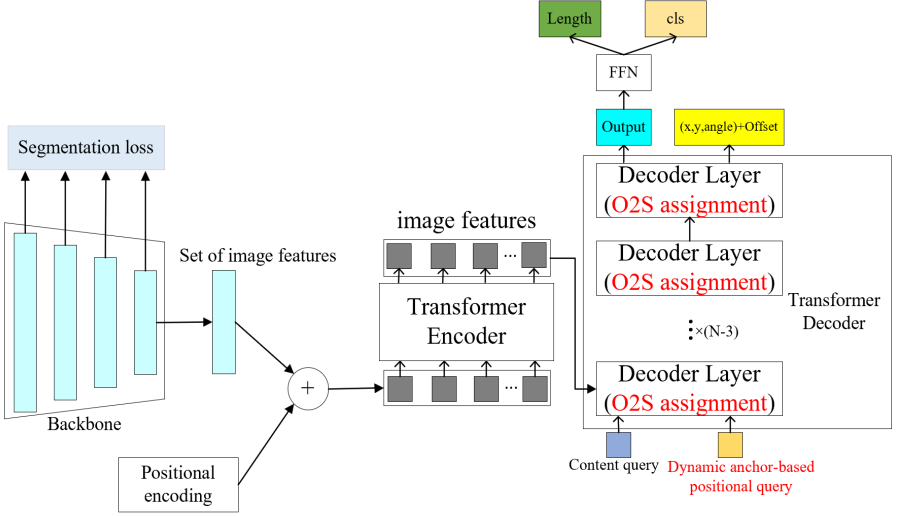 Length
cls
FFN
Output
(x,y,angle)+Offset
Segmentation loss
Decoder Layer
(O2S assignment)
image features
Set of image features
Decoder Layer
(O2S assignment)
Transformer
Encoder
Transformer
Decoder
×(N-3)
Decoder Layer
(O2S assignment)
+
Backbone
Positional
encoding
Content query
Dynamic anchor-based
positional query